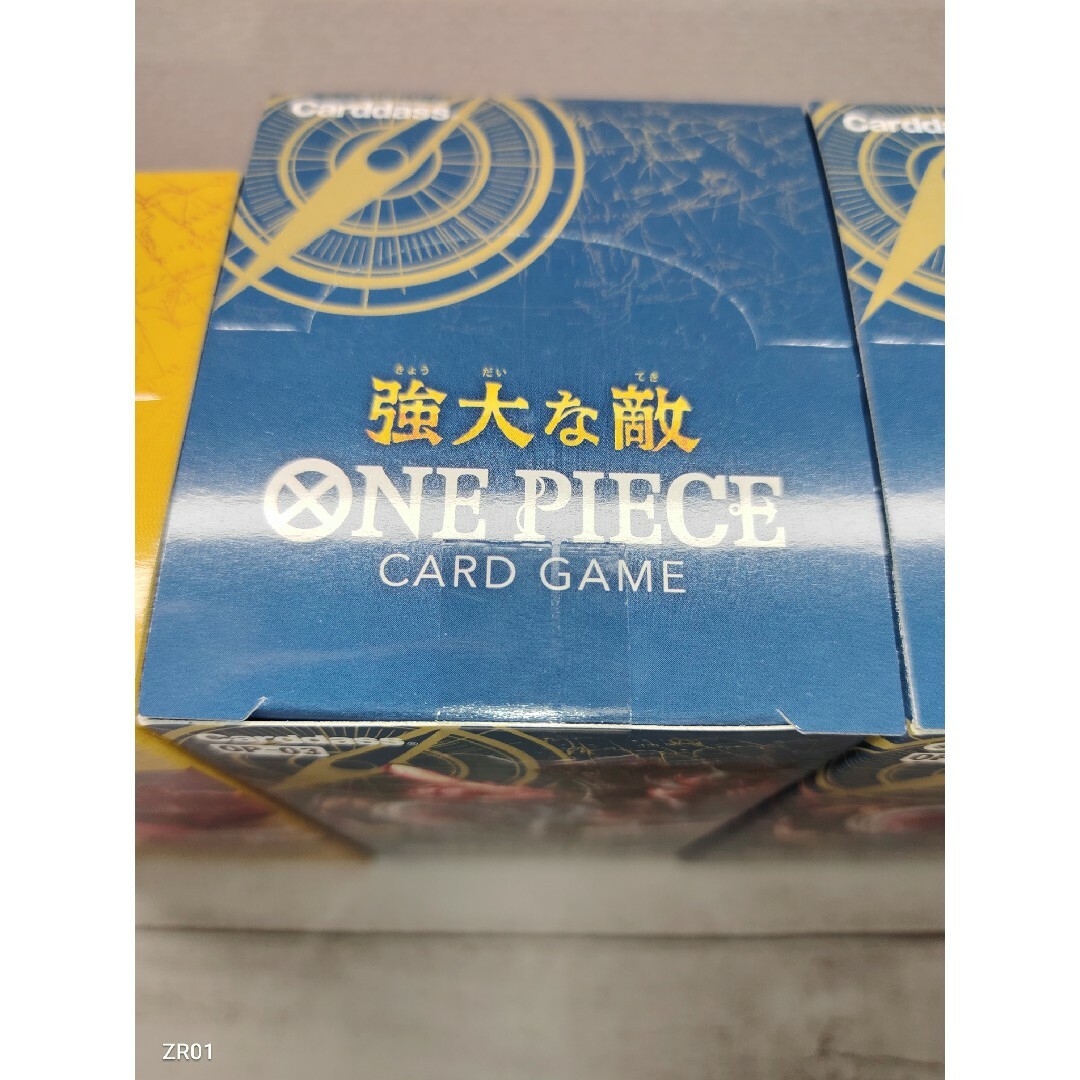 Carddass
Cardda
きょう だい てき
強大な敵
ONE PIECE
CARD GAME
Carddass®
OP-03
ZR01